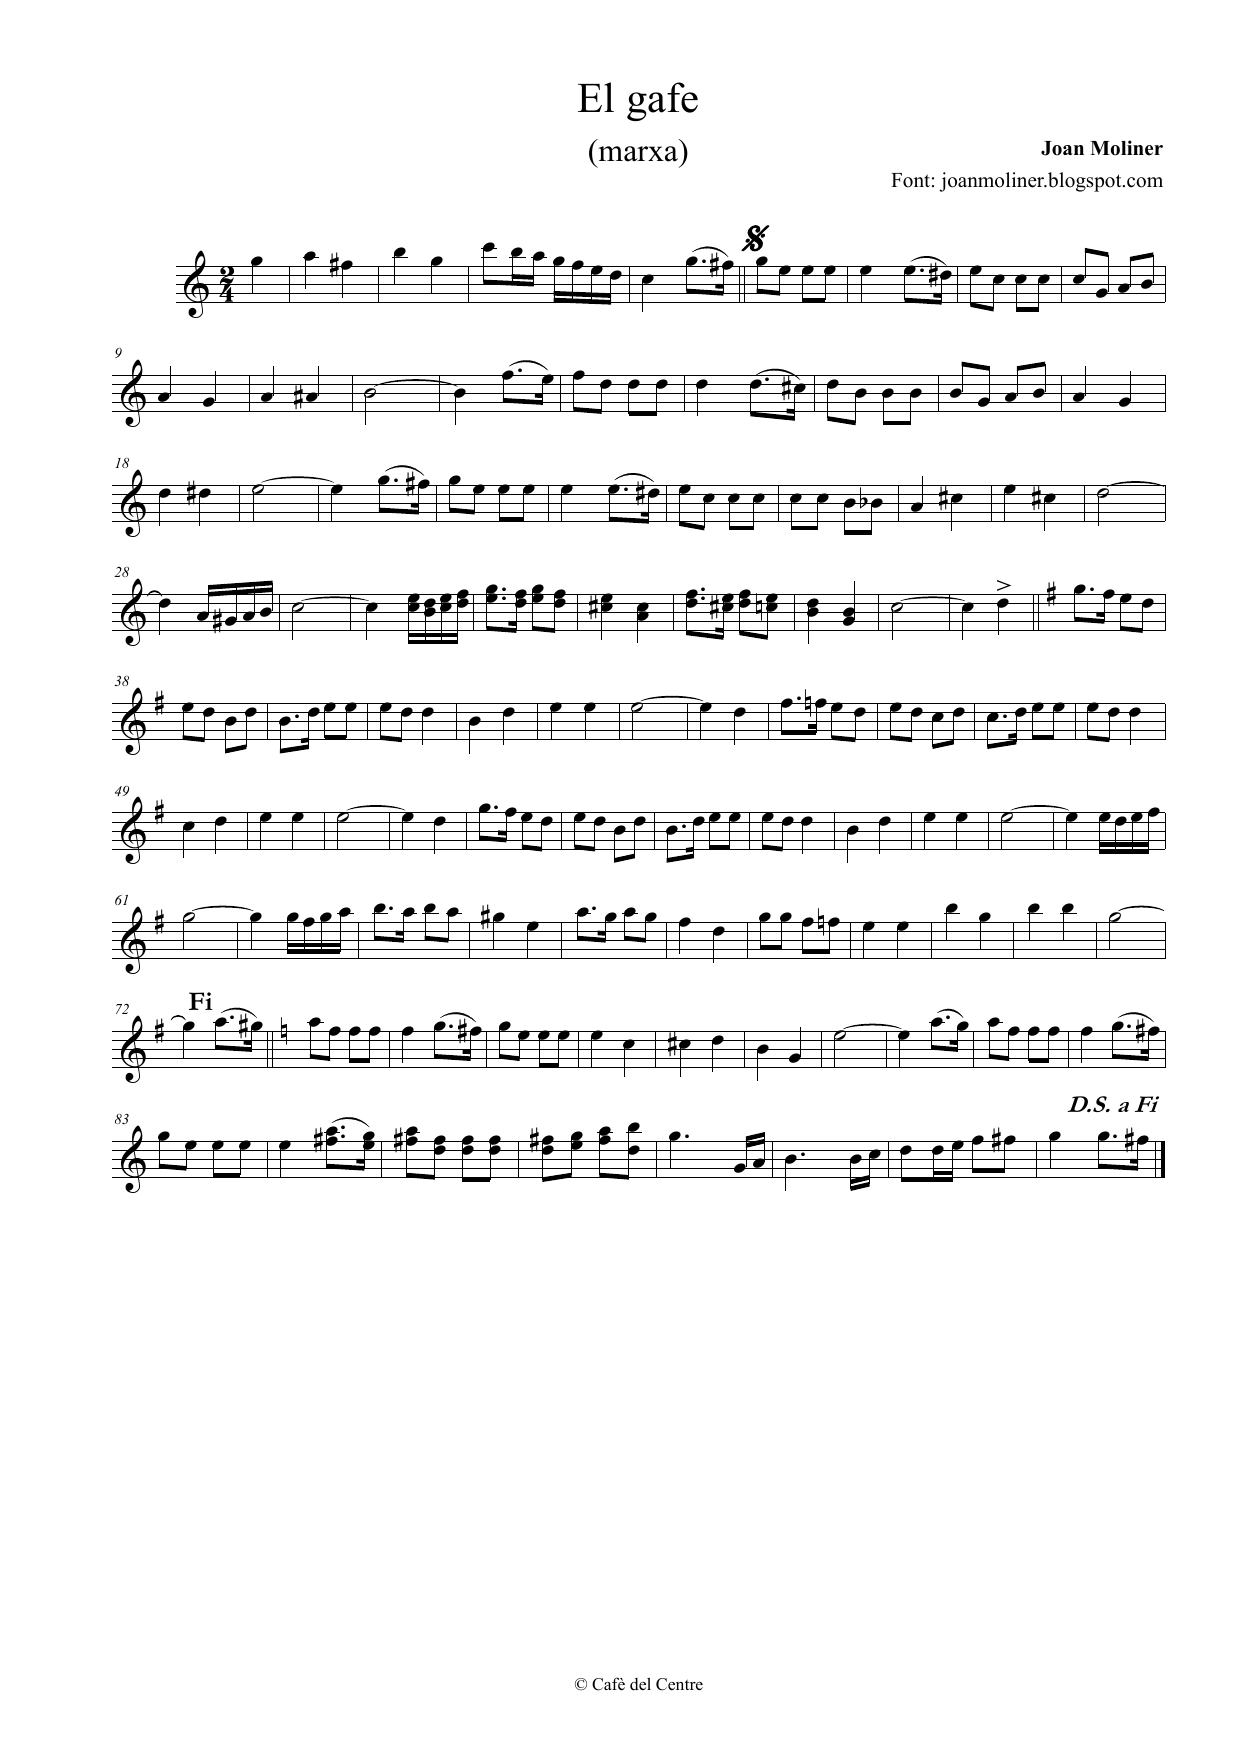 El gafe
(marxa)
Joan Moliner
Font: joanmoliner.blogspot.com
2
4
9
18
28
38
49
61
72
Fi
83
D.S. a Fi
© Cafè del Centre